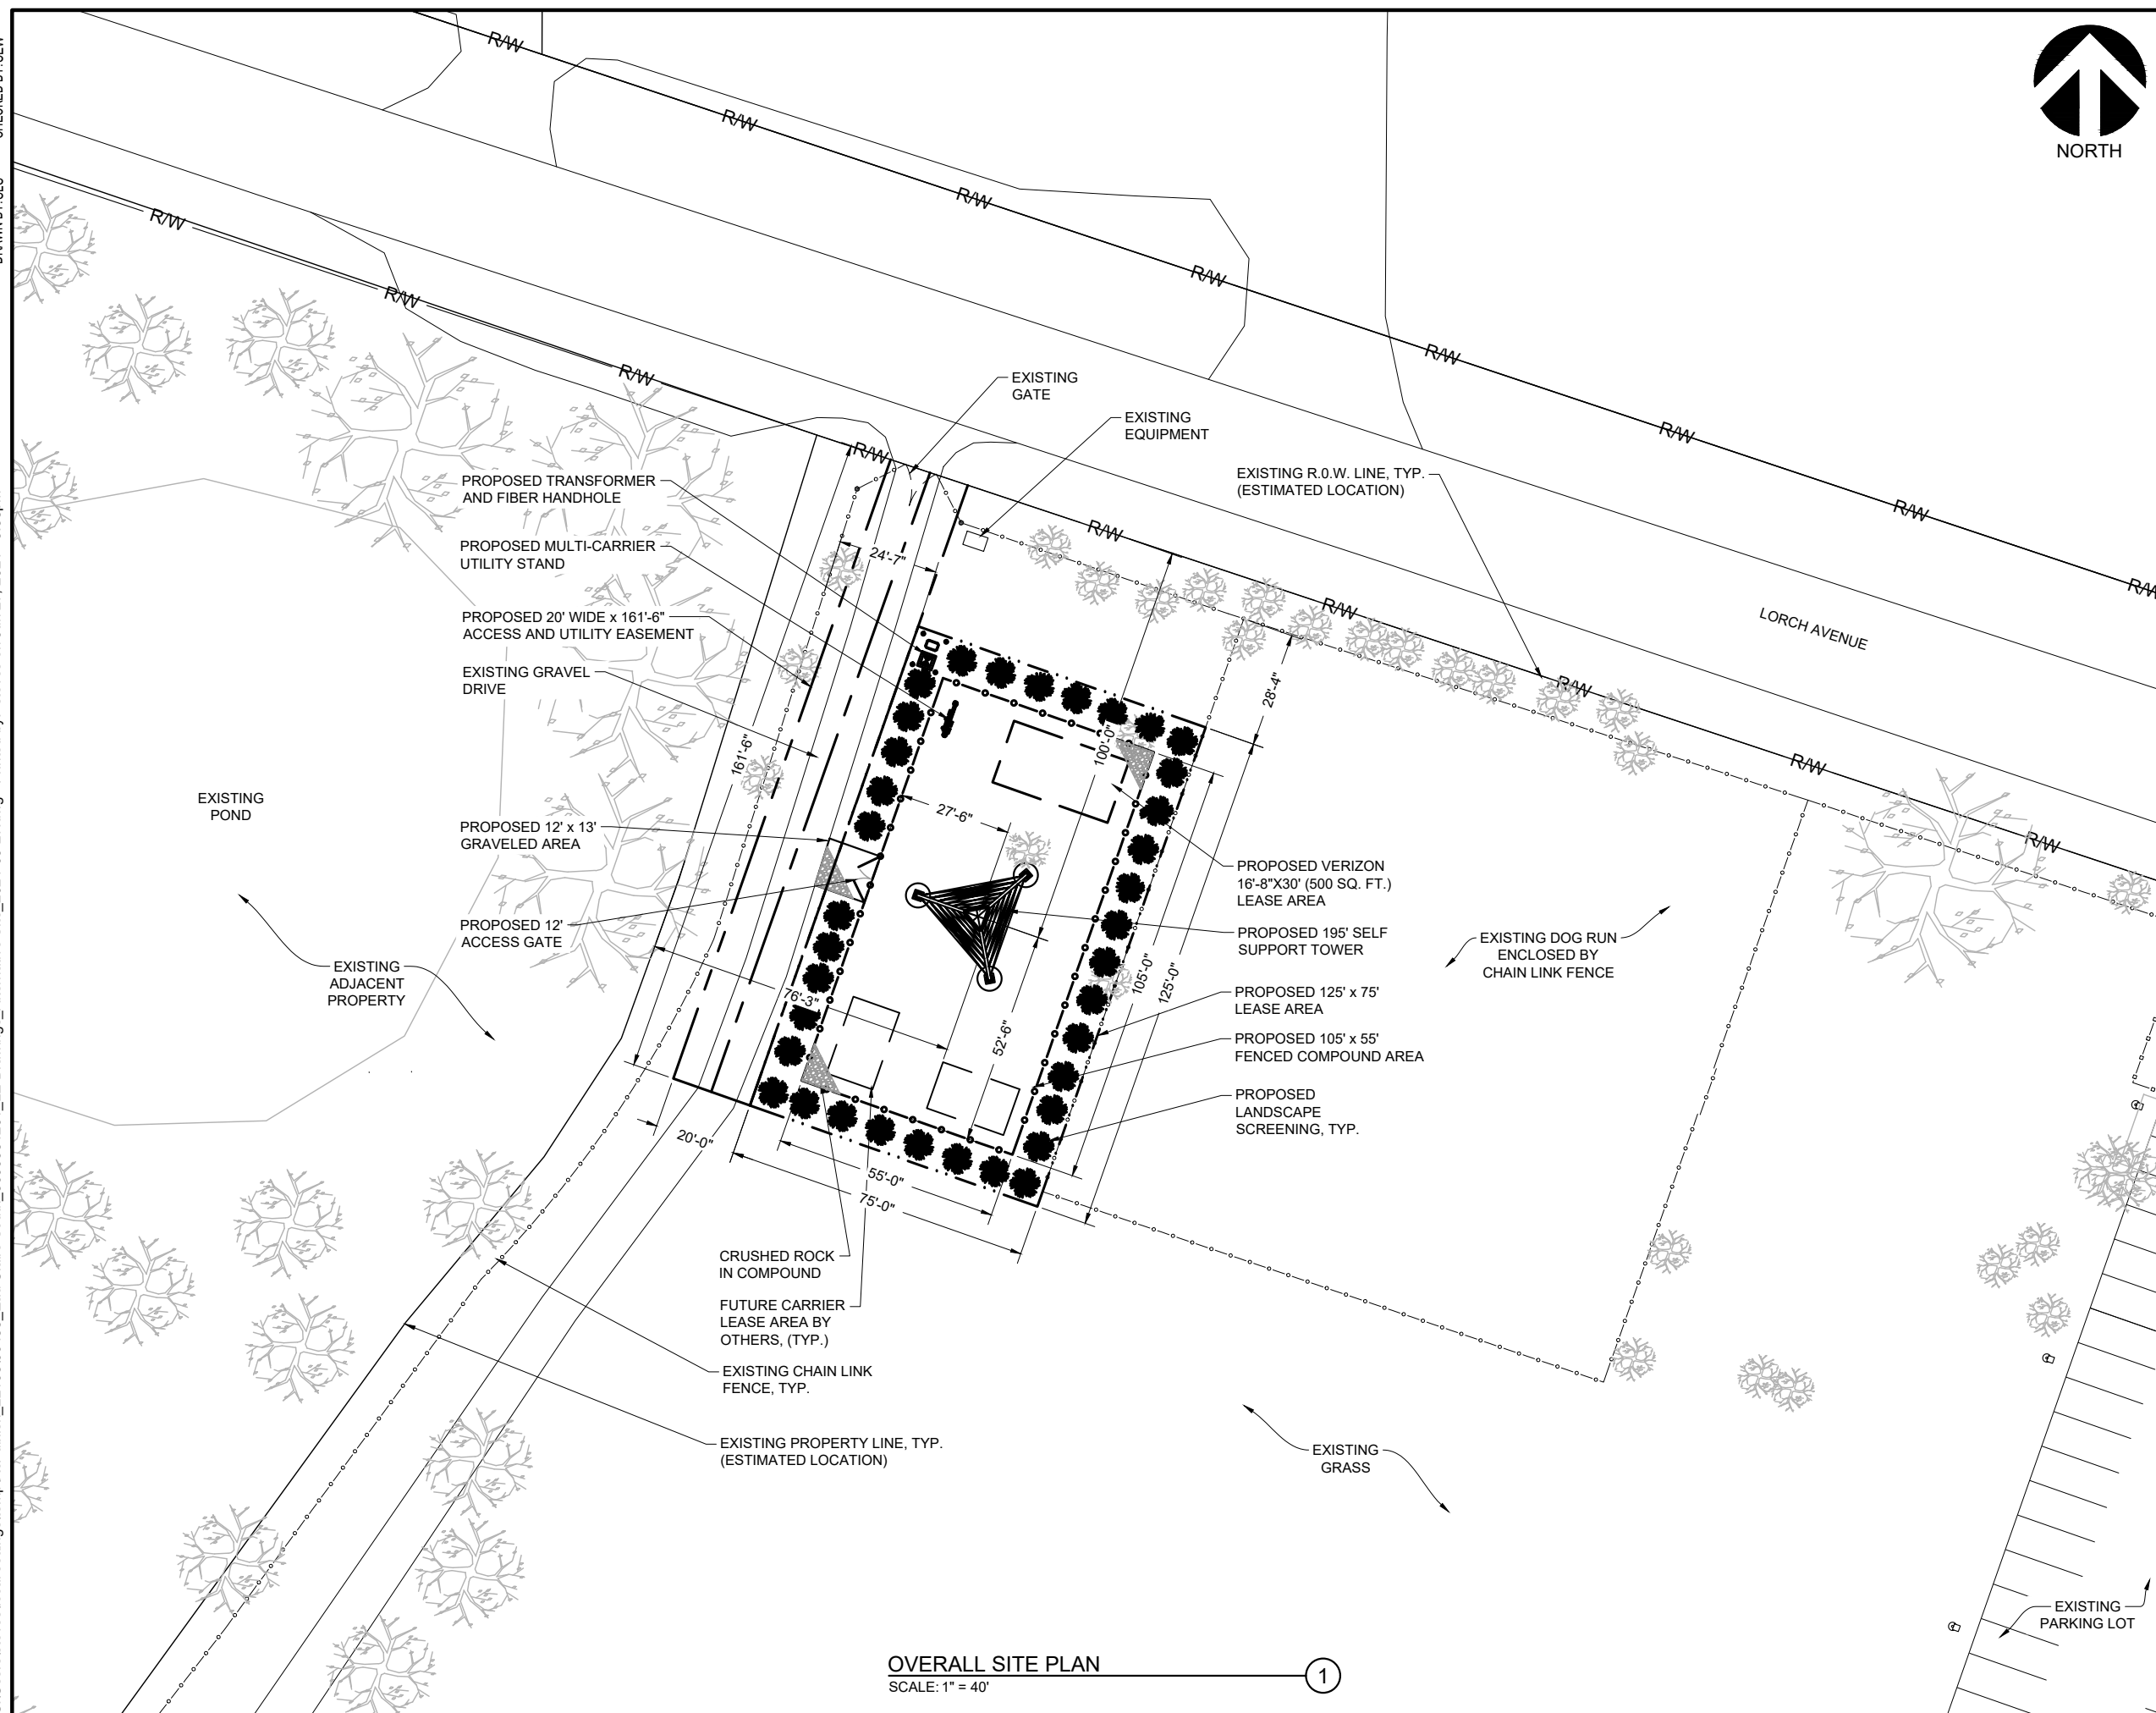 R/W
R/W
R/W
R/W
R/W
R/W
R/W
R/W
NORTH
R/W
R/W
R/W
R/W
R/W
R/W
R/W
R/W
R/W
EXISTING
GATE
EXISTING
EQUIPMENT
EXISTING R.0.W. LINE, TYP.
(ESTIMATED LOCATION)
LORCH AVENUE
PROPOSED TRANSFORMER
AND FIBER HANDHOLE
PROPOSED MULTI-CARRIER
UTILITY STAND
PROPOSED 20' WIDE x 161'-6"
ACCESS AND UTILITY EASEMENT
EXISTING GRAVEL
DRIVE
24'-7"
28'-4"
161'-6"
100'-0"
27'-6"
EXISTING
POND
PROPOSED 12' x 13'
GRAVELED AREA
PROPOSED 12'
ACCESS GATE
EXISTING
ADJACENT
PROPERTY
PROPOSED VERIZON
16'-8"X30' (500 SQ. FT.)
LEASE AREA
PROPOSED 195' SELF
SUPPORT TOWER
EXISTING DOG RUN
ENCLOSED BY
CHAIN LINK FENCE
PROPOSED 125' x 75'
LEASE AREA
PROPOSED 105' x 55'
FENCED COMPOUND AREA
PROPOSED
LANDSCAPE
SCREENING, TYP.
76'-3"
52'-6"
105'-0"
125'-0"
20'-0"
55'-0"
75'-0"
CRUSHED ROCK
IN COMPOUND
FUTURE CARRIER
LEASE AREA BY
OTHERS, (TYP.)
EXISTING CHAIN LINK
FENCE, TYP.
EXISTING PROPERTY LINE, TYP.
(ESTIMATED LOCATION)
EXISTING
GRASS
EXISTING
PARKING LOT
OVERALL SITE PLAN
SCALE: 1" = 40'
1